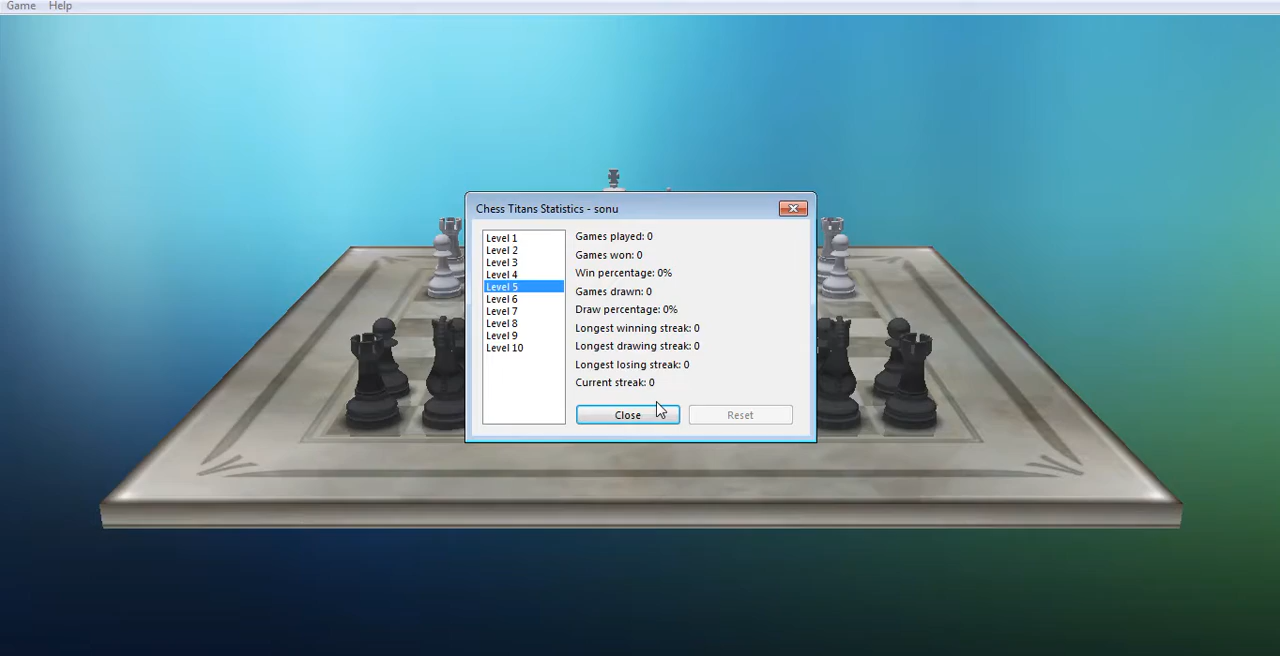 Game Help
Chess Titans Statistics - sonu
Level 1
Level 2
Level 3
Level 4
Level 5
Level 6
Level 7
Level 8
Level 9
Level 10
Games played: 0
Games won: 0
Win percentage: 0%
Games drawn: 0
Draw percentage: 0%
Longest winning streak: 0
Longest drawing streak: 0
Longest losing streak: 0
Current streak: 0
Close Reset